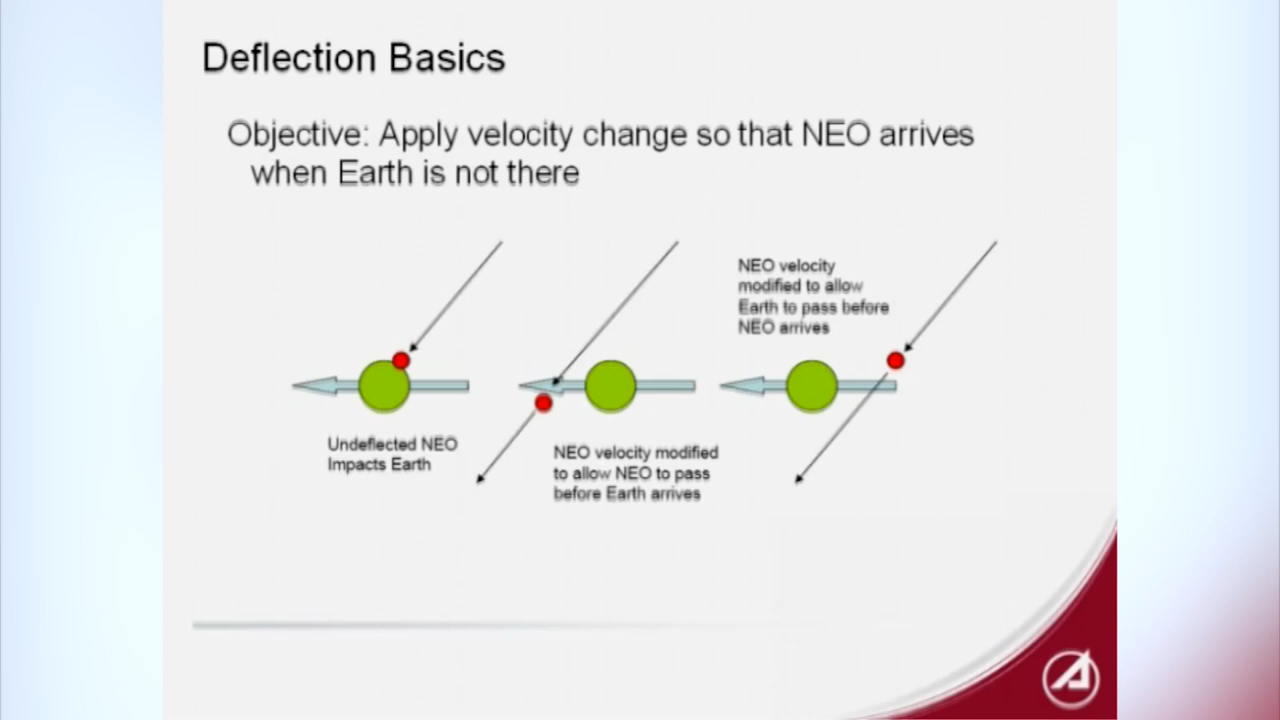 Deflection Basics
Objective: Apply velocity change so that NEO arrives
when Earth is not there
Undeflected NEO
Impacts Earth
NEO velocity modified
to allow NEO to pass
before Earth arrives
NEO velocity
modified to allow
Earth to pass before
NEO arrives